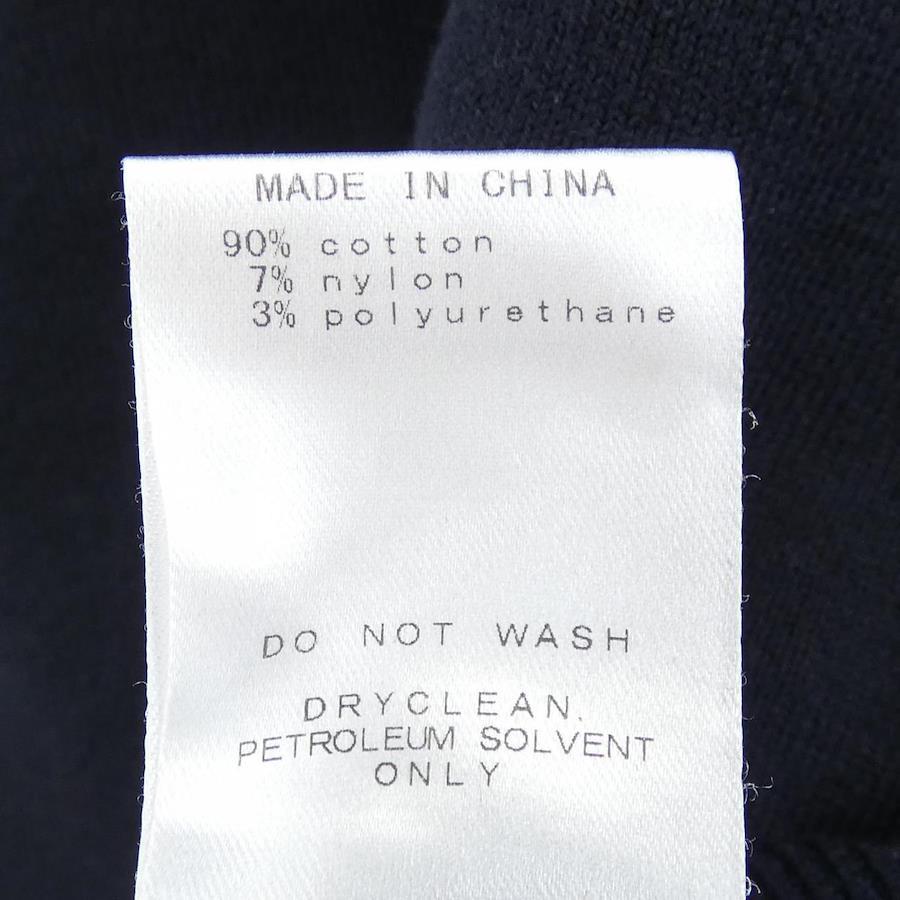 MADE IN CHINA
90% cotton
7% nylon
3% polyurethane
DO NOT WASH
DRYCLEAN.
PETROLEUM SOLVENT
ONLY